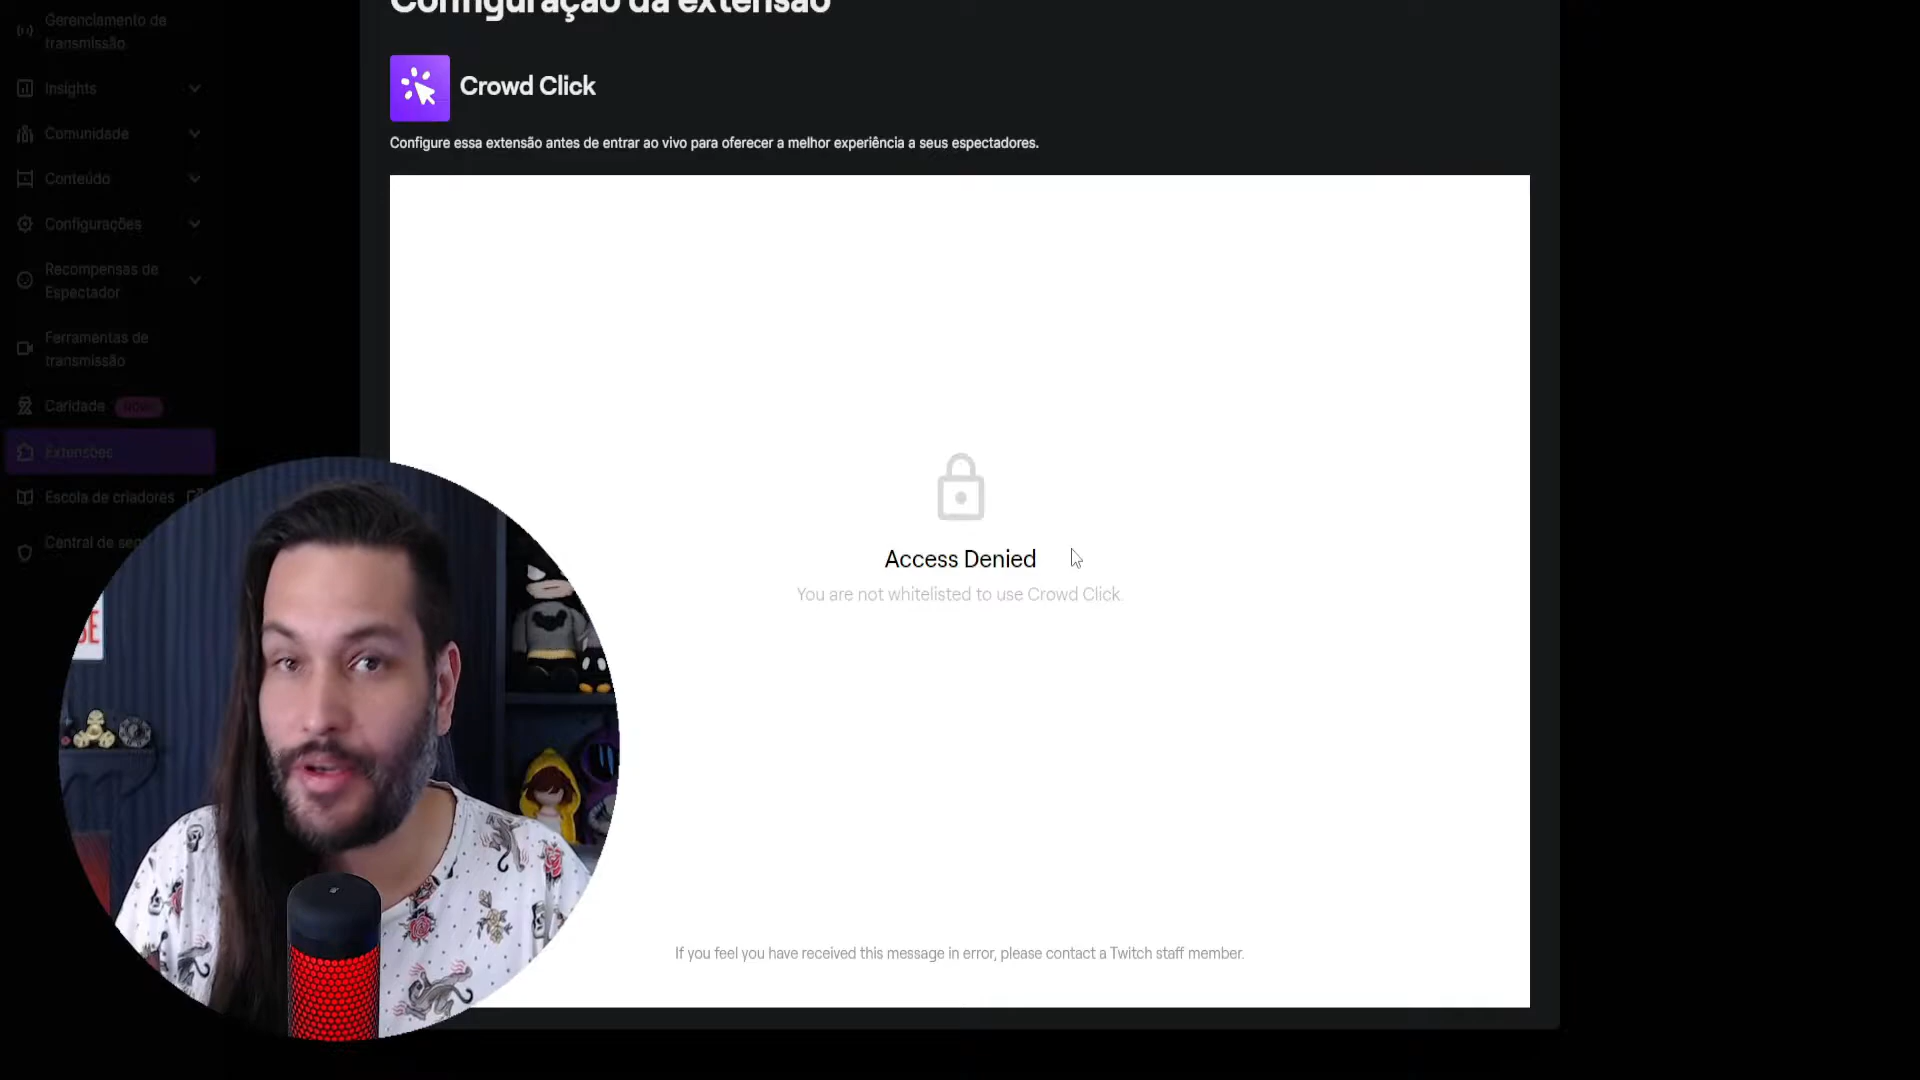 Configuração da extensão
Gerenciamento de
transmissão
Insights
Comunidade
Conteúdo
Configurações
Recompensas de
Espectador
Ferramentas de
transmissão
Caridade
Extensões
Escola de criadores
Central de
Crowd Click
Configure essa extensão antes de entrar ao vivo para oferecer a melhor experiência a seus espectadores.
Access Denied
You are not whitelisted to use Crowd Click.
If you feel you have received this message in error, please contact a Twitch staff member.